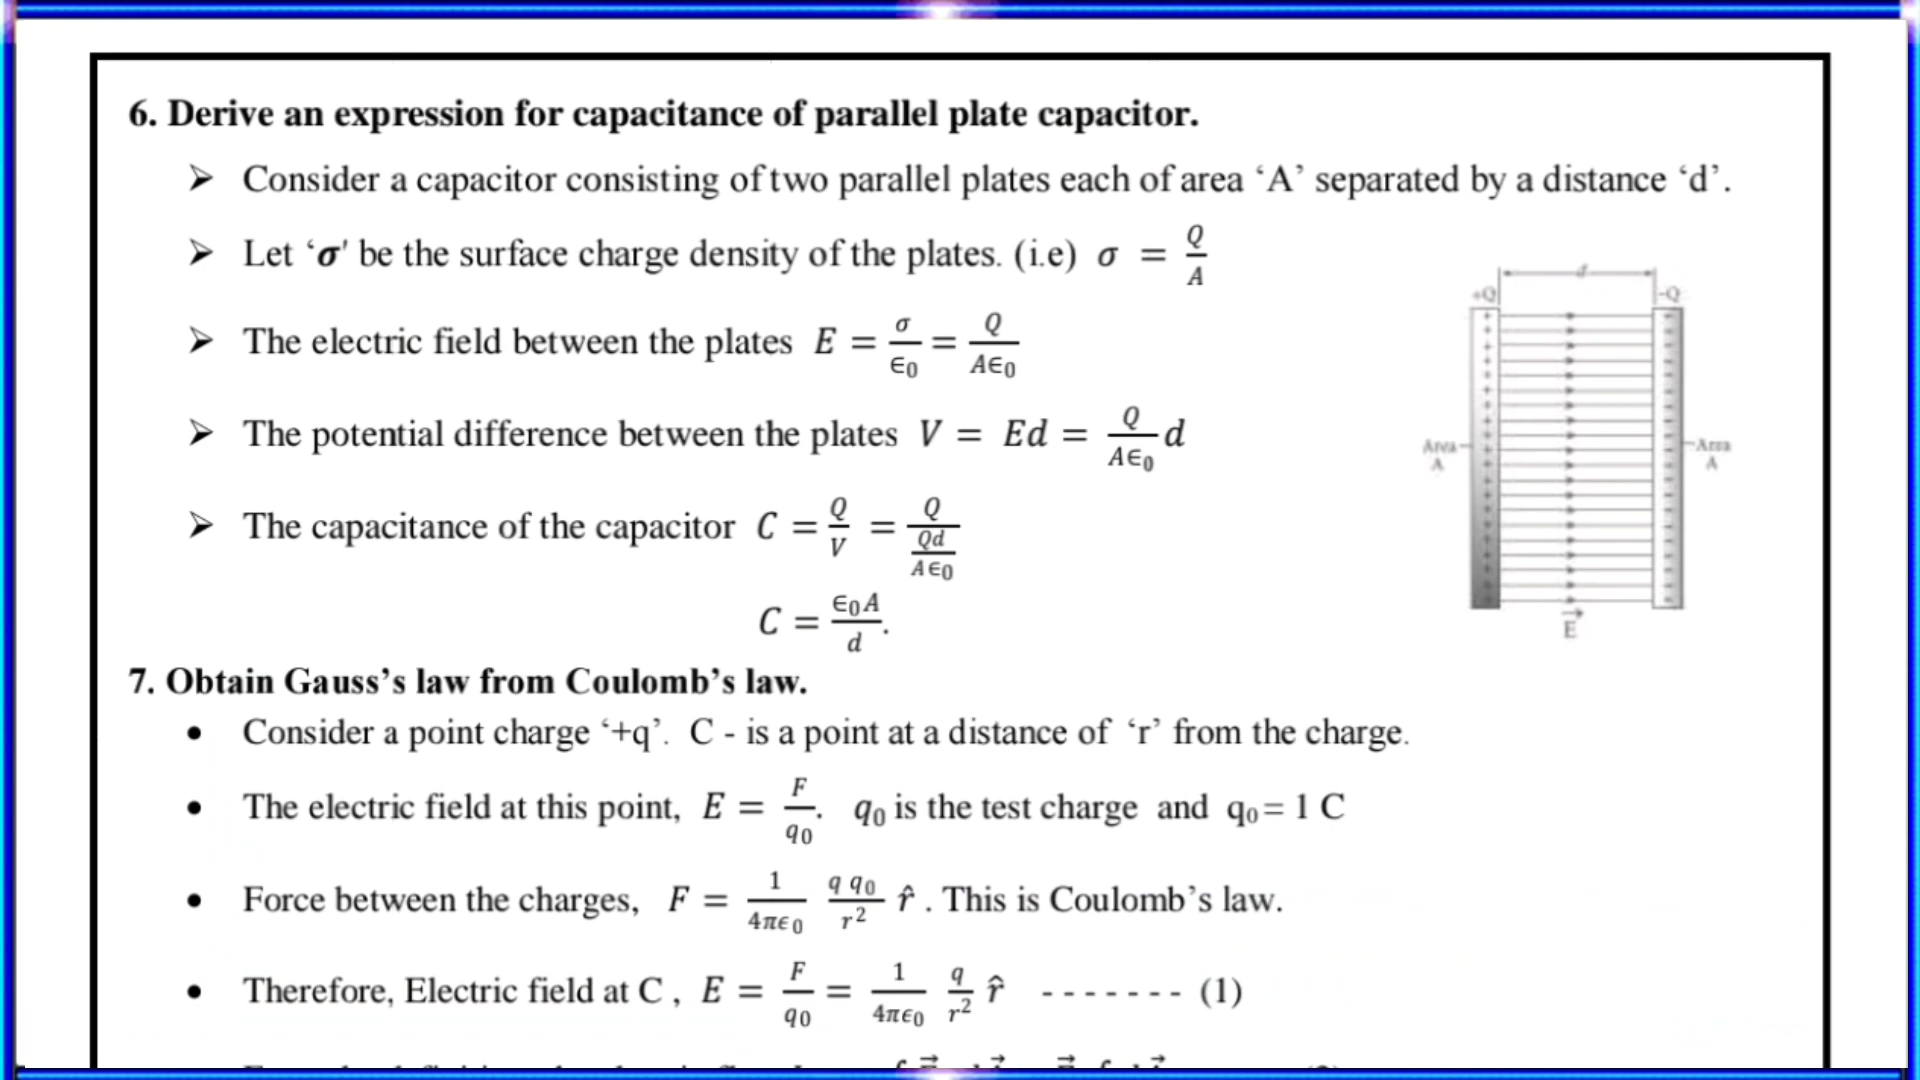 6. Derive an expression for capacitance of parallel plate capacitor.
➢ Consider a capacitor consisting of two parallel plates each of area ‘A’ separated by a distance ‘d’.
➢ Let ‘σ' be the surface charge density of the plates. (i.e) σ = Q/A
➢ The electric field between the plates E = σ/ϵ₀ = Q/Aϵ₀
d
+Q
-Q
➢ The potential difference between the plates V = Ed = Q/Aϵ₀ d
Area A
Area A
➢ The capacitance of the capacitor C = Q/V = Q/(Qd/Aϵ₀)
C = ϵ₀A/d.
E⃗
7. Obtain Gauss’s law from Coulomb’s law.
• Consider a point charge ‘+q’. C - is a point at a distance of ‘r’ from the charge.
• The electric field at this point, E = F/q₀. q₀ is the test charge and q₀= 1 C
• Force between the charges, F = 1/4πϵ₀ q q₀/r² r̂ . This is Coulomb’s law.
• Therefore, Electric field at C , E = F/q₀ = 1/4πϵ₀ q/r² r̂ - - - - - - - (1)